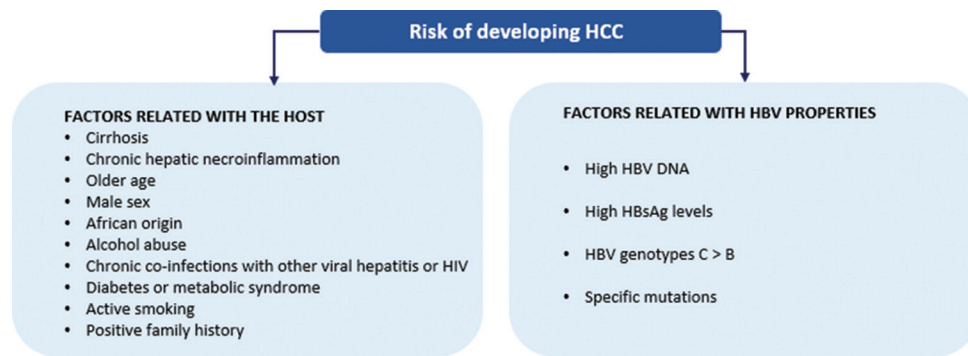 Risk of developing HCC
FACTORS RELATED WITH THE HOST
• Cirrhosis
• Chronic hepatic necroinflammation
• Older age
• Male sex
• African origin
• Alcohol abuse
• Chronic co-infections with other viral hepatitis or HIV
• Diabetes or metabolic syndrome
• Active smoking
• Positive family history
FACTORS RELATED WITH HBV PROPERTIES
• High HBV DNA
• High HBsAg levels
• HBV genotypes C > B
• Specific mutations